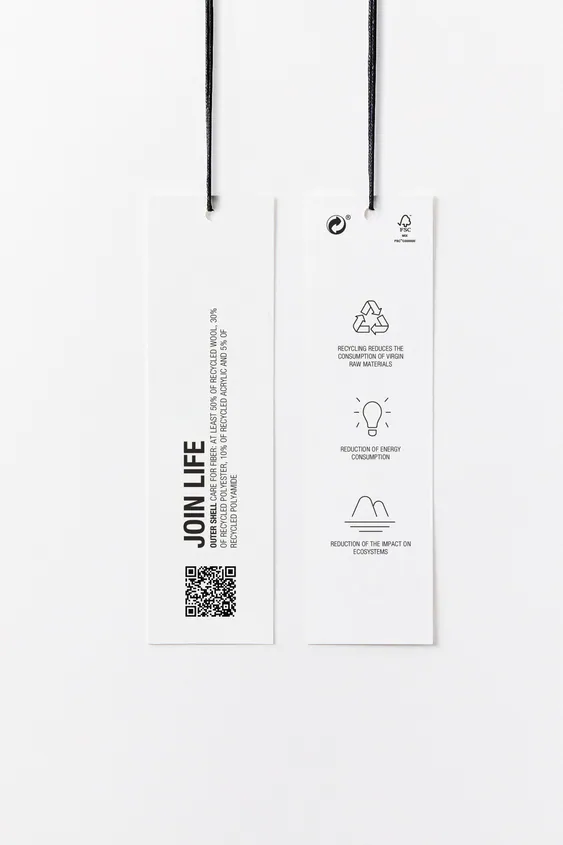 JOIN LIFE
OUTER SHELL CARE FOR FIBER: AT LEAST 50% OF RECYCLED WOOL, 30%
OF RECYCLED POLYESTER, 10% OF RECYCLED ACRYLIC AND 5% OF
RECYCLED POLYAMIDE
®
FSC
MIX
RECYCLING REDUCES THE
CONSUMPTION OF VIRGIN
RAW MATERIALS
REDUCTION OF ENERGY
CONSUMPTION
REDUCTION OF THE IMPACT ON
ECOSYSTEMS